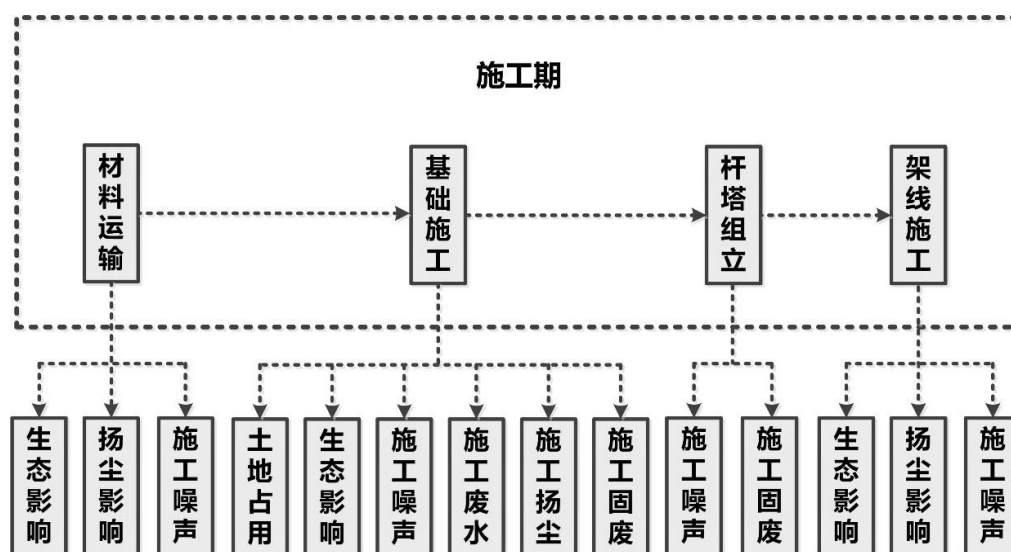 施工期
材料运输
基础施工
杆塔组立
架线施工
生态影响
扬尘影响
施工噪声
土地占用
生态影响
施工噪声
施工废水
施工扬尘
施工固废
施工噪声
施工固废
生态影响
扬尘影响
施工噪声